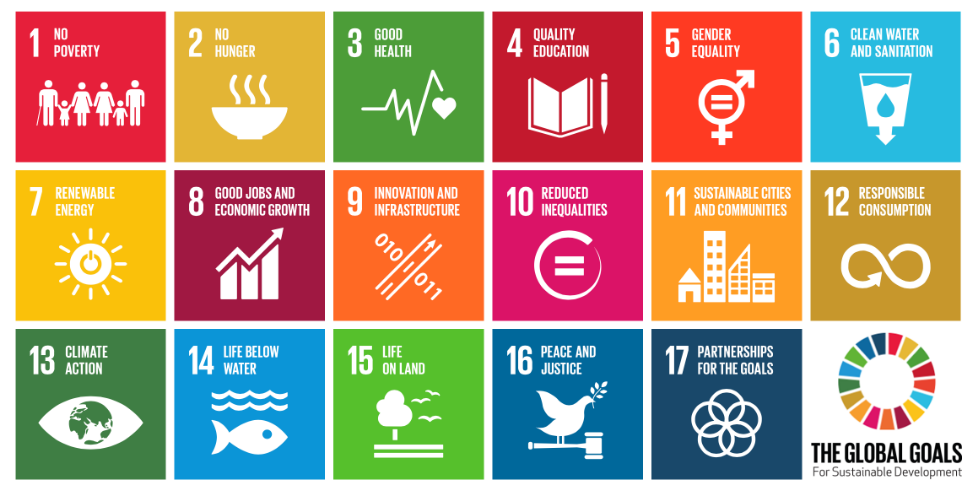 1 NO
POVERTY
2 NO
HUNGER
3 GOOD
HEALTH
4 QUALITY
EDUCATION
5 GENDER
EQUALITY
6 CLEAN WATER
AND SANITATION
7 RENEWABLE
ENERGY
8 GOOD JOBS AND
ECONOMIC GROWTH
9 INNOVATION AND
INFRASTRUCTURE
010
011
10 REDUCED
INEQUALITIES
11 SUSTAINABLE CITIES
AND COMMUNITIES
12 RESPONSIBLE
CONSUMPTION
13 CLIMATE
ACTION
14 LIFE BELOW
WATER
15 LIFE
ON LAND
16 PEACE AND
JUSTICE
17 PARTNERSHIPS
FOR THE GOALS
THE GLOBAL GOALS
For Sustainable Development